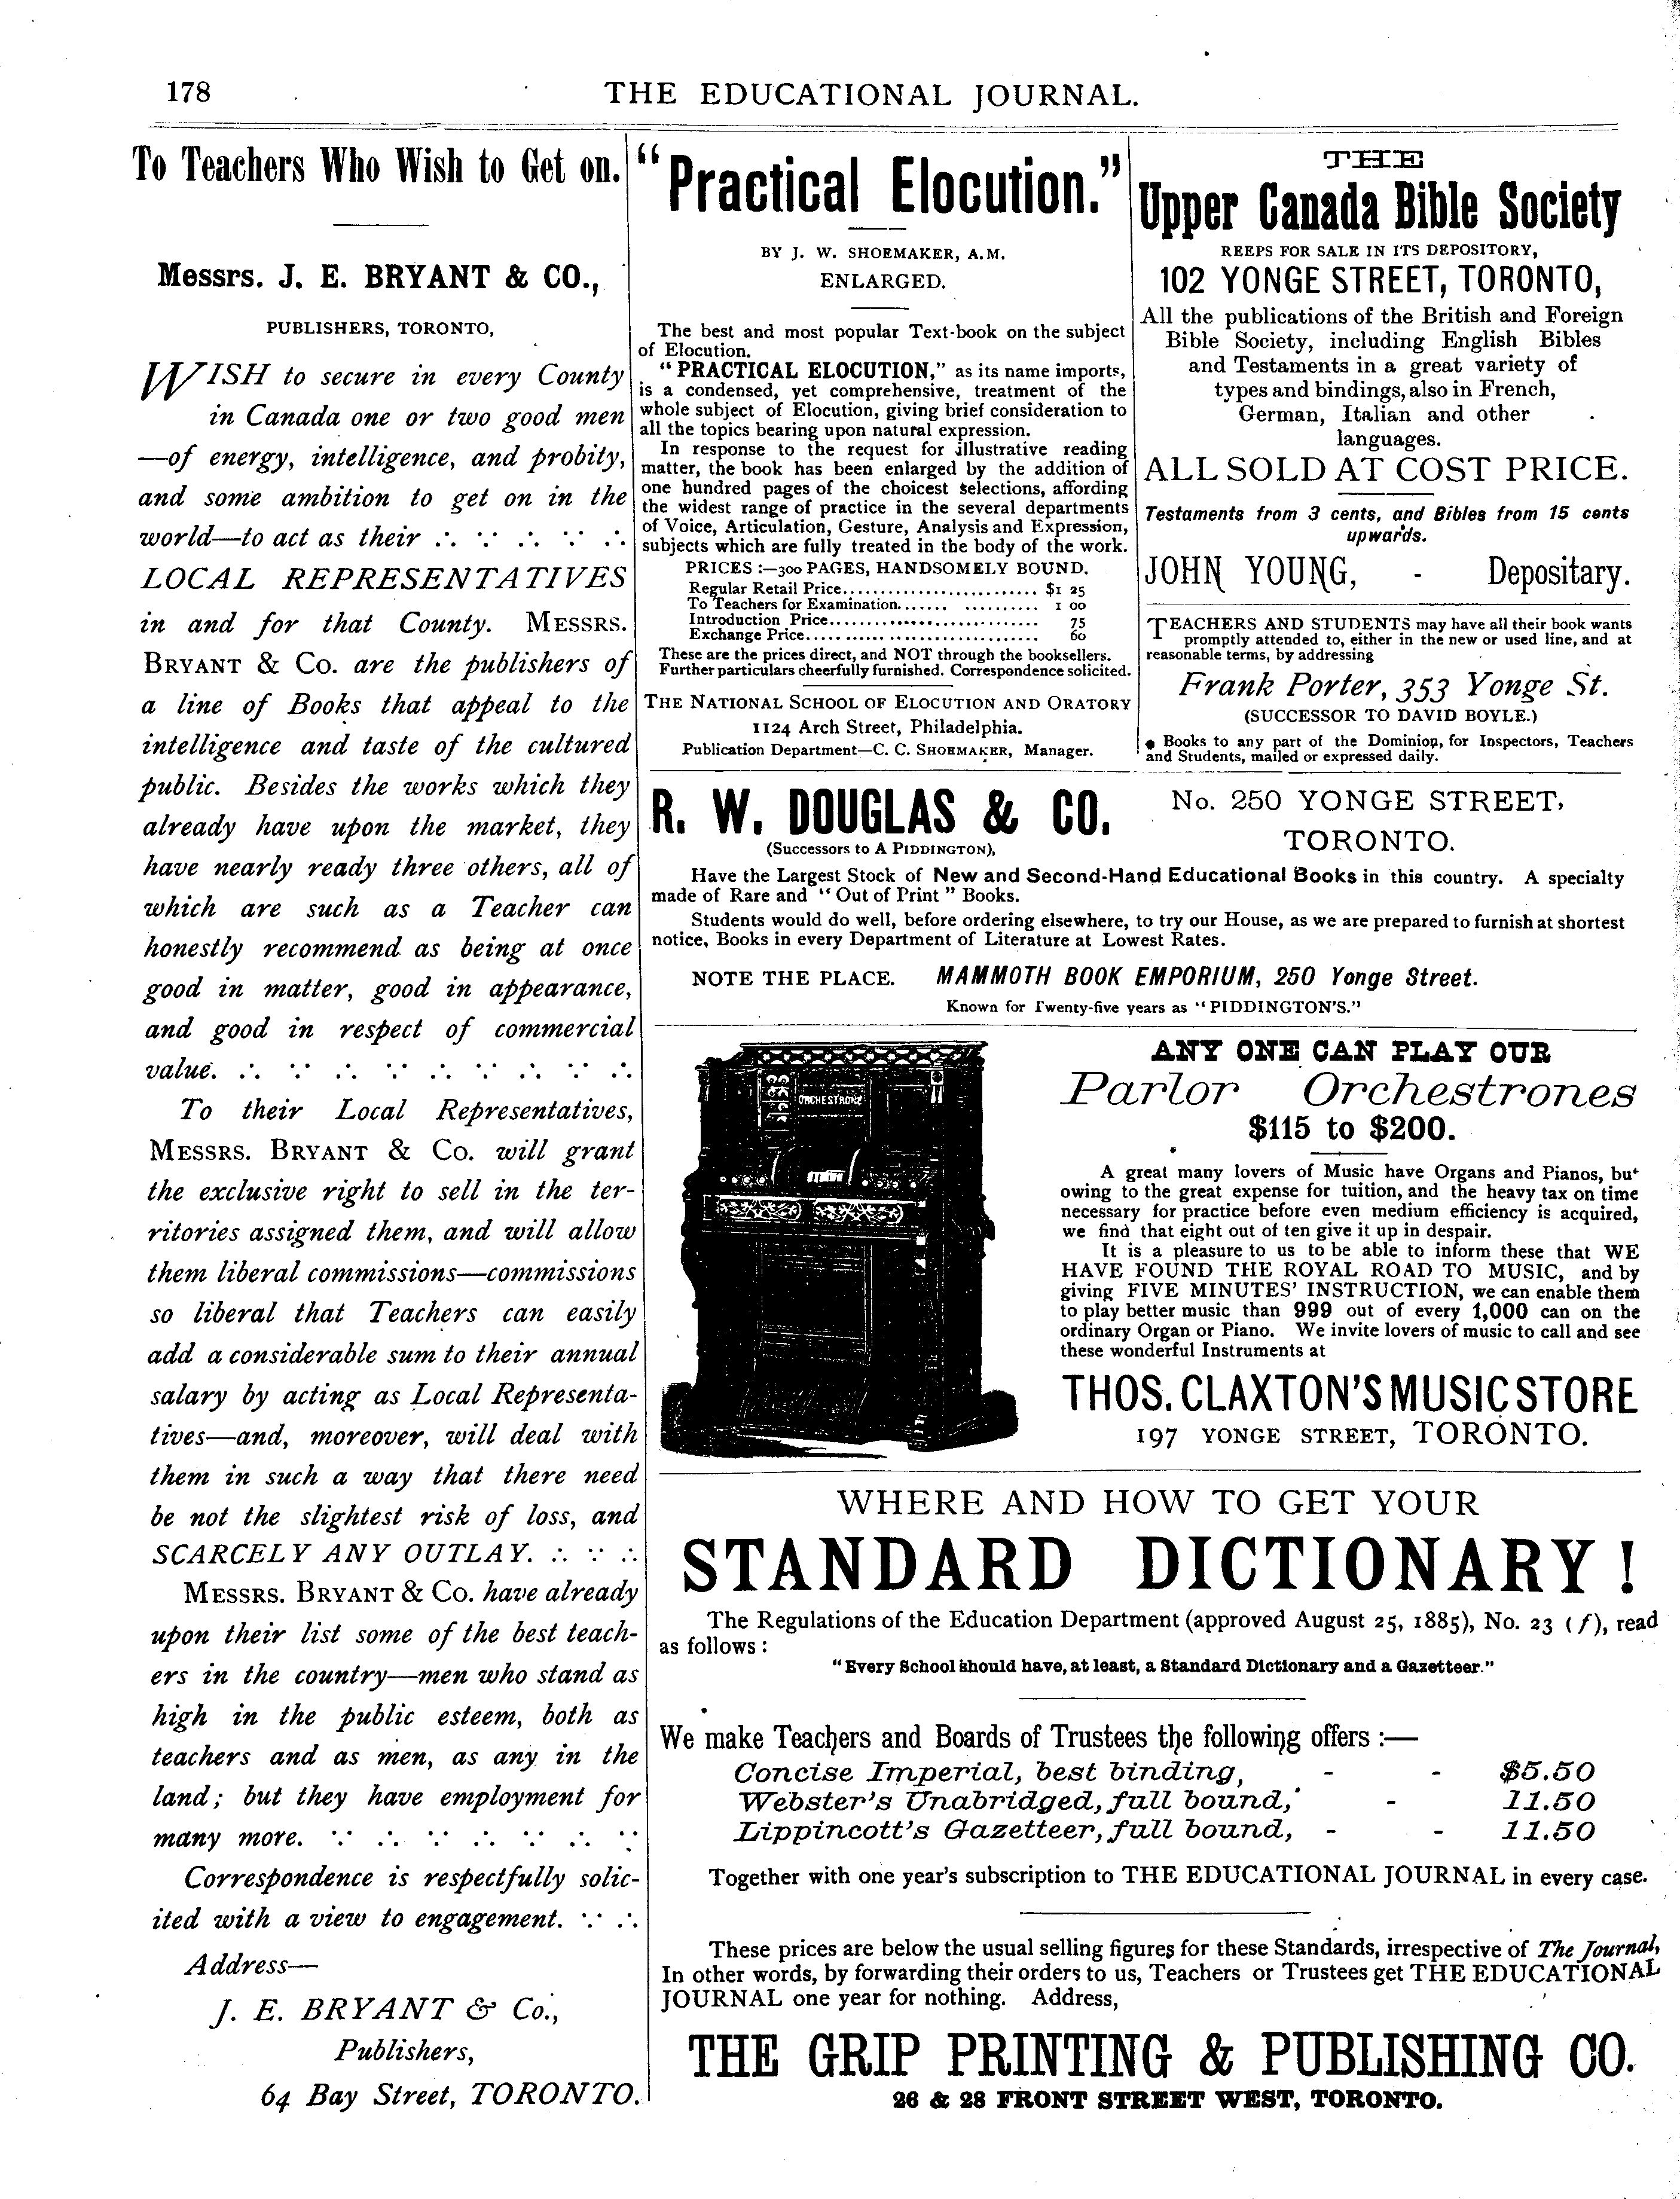 178
THE EDUCATIONAL JOURNAL.
To Teachers Who Wish to Get on.
Messrs. J. E. BRYANT & CO.,
PUBLISHERS, TORONTO,
WISH to secure in every County
in Canada one or two good men
—of energy, intelligence, and probity,
and some ambition to get on in the
world—to act as their ∴ ∵ ∴ ∵ ∴
LOCAL REPRESENTATIVES
in and for that County. MESSRS.
BRYANT & Co. are the publishers of
a line of Books that appeal to the
intelligence and taste of the cultured
public. Besides the works which they
already have upon the market, they
have nearly ready three others, all of
which are such as a Teacher can
honestly recommend as being at once
good in matter, good in appearance,
and good in respect of commercial
value. ∴ ∵ ∴ ∵ ∴ ∵ ∴ ∵ ∴
To their Local Representatives,
MESSRS. BRYANT & Co. will grant
the exclusive right to sell in the ter-
ritories assigned them, and will allow
them liberal commissions—commissions
so liberal that Teachers can easily
add a considerable sum to their annual
salary by acting as Local Representa-
tives—and, moreover, will deal with
them in such a way that there need
be not the slightest risk of loss, and
SCARCELY ANY OUTLAY. ∴ ∵ ∴
MESSRS. BRYANT & Co. have already
upon their list some of the best teach-
ers in the country—men who stand as
high in the public esteem, both as
teachers and as men, as any in the
land; but they have employment for
many more. ∵ ∴ ∵ ∴ ∵ ∴ ∵
Correspondence is respectfully solic-
ited with a view to engagement. ∵ ∴
Address—
J. E. BRYANT & Co.,
Publishers,
64 Bay Street, TORONTO.
"Practical Elocution."
BY J. W. SHOEMAKER, A.M.
ENLARGED.
The best and most popular Text-book on the subject
of Elocution.
"PRACTICAL ELOCUTION," as its name imports,
is a condensed, yet comprehensive, treatment of the
whole subject of Elocution, giving brief consideration to
all the topics bearing upon natural expression.
In response to the request for illustrative reading
matter, the book has been enlarged by the addition of
one hundred pages of the choicest selections, affording
the widest range of practice in the several departments
of Voice, Articulation, Gesture, Analysis and Expression,
subjects which are fully treated in the body of the work.
PRICES :—300 PAGES, HANDSOMELY BOUND.
Regular Retail Price.......................... $1 25
To Teachers for Examination....... .......... 1 00
Introduction Price............................ 75
Exchange Price................................ 60
These are the prices direct, and NOT through the booksellers.
Further particulars cheerfully furnished. Correspondence solicited.
THE NATIONAL SCHOOL OF ELOCUTION AND ORATORY
1124 Arch Street, Philadelphia.
Publication Department—C. C. SHOEMAKER, Manager.
THE
Upper Canada Bible Society
REEPS FOR SALE IN ITS DEPOSITORY,
102 YONGE STREET, TORONTO,
All the publications of the British and Foreign
Bible Society, including English Bibles
and Testaments in a great variety of
types and bindings, also in French,
German, Italian and other
languages.
ALL SOLD AT COST PRICE.
Testaments from 3 cents, and Bibles from 15 cents
upwards.
JOHN YOUNG, - Depositary.
TEACHERS AND STUDENTS may have all their book wants
promptly attended to, either in the new or used line, and at
reasonable terms, by addressing
Frank Porter, 353 Yonge St.
(SUCCESSOR TO DAVID BOYLE.)
Books to any part of the Dominion, for Inspectors, Teachers
and Students, mailed or expressed daily.
R. W. DOUGLAS & CO.
(Successors to A PIDDINGTON),
No. 250 YONGE STREET,
TORONTO.
Have the Largest Stock of New and Second-Hand Educational Books in this country. A specialty
made of Rare and "Out of Print" Books.
Students would do well, before ordering elsewhere, to try our House, as we are prepared to furnish at shortest
notice, Books in every Department of Literature at Lowest Rates.
NOTE THE PLACE. MAMMOTH BOOK EMPORIUM, 250 Yonge Street.
Known for Twenty-five years as "PIDDINGTON'S."
ORCHESTRONE
ANY ONE CAN PLAY OUR
Parlor Orchestrones
$115 to $200.
A great many lovers of Music have Organs and Pianos, but
owing to the great expense for tuition, and the heavy tax on time
necessary for practice before even medium efficiency is acquired,
we find that eight out of ten give it up in despair.
It is a pleasure to us to be able to inform these that WE
HAVE FOUND THE ROYAL ROAD TO MUSIC, and by
giving FIVE MINUTES' INSTRUCTION, we can enable them
to play better music than 999 out of every 1,000 can on the
ordinary Organ or Piano. We invite lovers of music to call and see
these wonderful Instruments at
THOS. CLAXTON'S MUSIC STORE
197 YONGE STREET, TORONTO.
WHERE AND HOW TO GET YOUR
STANDARD DICTIONARY!
The Regulations of the Education Department (approved August 25, 1885), No. 23 (f), read
as follows:
"Every School should have, at least, a Standard Dictionary and a Gazetteer."
We make Teachers and Boards of Trustees the following offers :—
Concise Imperial, best binding, - - $5.50
Webster's Unabridged, full bound, - 11.50
Lippincott's Gazetteer, full bound, - - 11.50
Together with one year's subscription to THE EDUCATIONAL JOURNAL in every case.
These prices are below the usual selling figures for these Standards, irrespective of The Journal,
In other words, by forwarding their orders to us, Teachers or Trustees get THE EDUCATIONAL
JOURNAL one year for nothing. Address,
THE GRIP PRINTING & PUBLISHING CO.
26 & 28 FRONT STREET WEST, TORONTO.